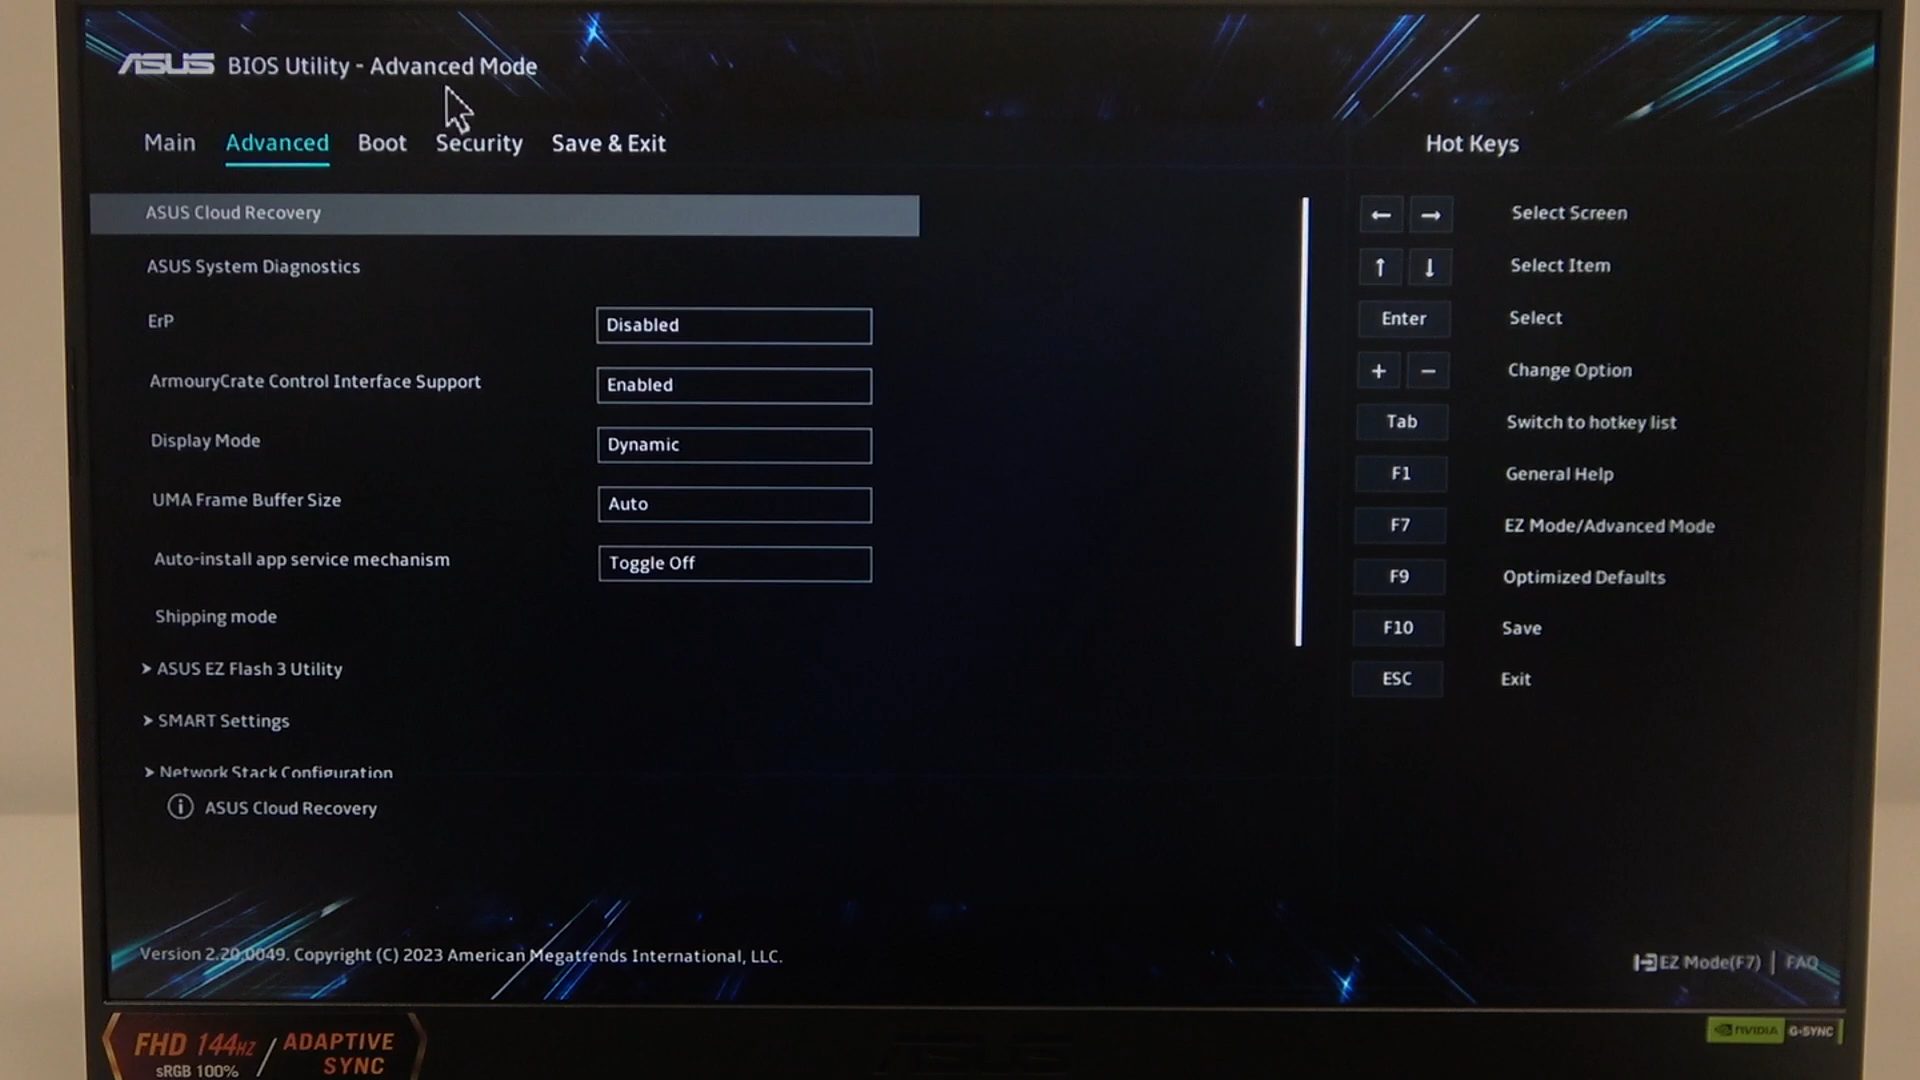 ASUS BIOS Utility - Advanced Mode
Main Advanced Boot Security Save & Exit
Hot Keys
ASUS Cloud Recovery
ASUS System Diagnostics
ErP Disabled
ArmouryCrate Control Interface Support Enabled
Display Mode Dynamic
UMA Frame Buffer Size Auto
Auto-install app service mechanism Toggle Off
Shipping mode
> ASUS EZ Flash 3 Utility
> SMART Settings
> Network Stack Configuration
ASUS Cloud Recovery
← → Select Screen
↑ ↓ Select Item
Enter Select
+ - Change Option
Tab Switch to hotkey list
F1 General Help
F7 EZ Mode/Advanced Mode
F9 Optimized Defaults
F10 Save
ESC Exit
Version 2.20.0049. Copyright (C) 2023 American Megatrends International, LLC.
EZ Mode(F7) | FAQ
FHD 144HZ / ADAPTIVE SYNC
sRGB 100%
ASUS
NVIDIA G-SYNC